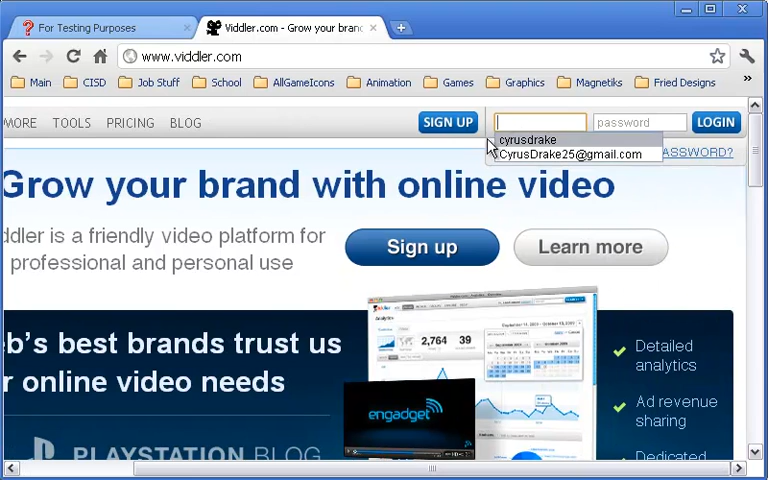 For Testing Purposes
Viddler.com - Grow your brand
www.viddler.com
Main CISD Job Stuff School AllGameIcons Animation Games Graphics Magnetiks Fried Designs »
MORE TOOLS PRICING BLOG SIGN UP password LOGIN
cyrusdrake
CyrusDrake25@gmail.com
ASSWORD?
Grow your brand with online video
ddler is a friendly video platform for
professional and personal use
Sign up
Learn more
eb's best brands trust us
r online video needs
PLAYSTATION BLOG
Analytics
2,764 39
engadget
Detailed
analytics
Ad revenue
sharing
Dedicated